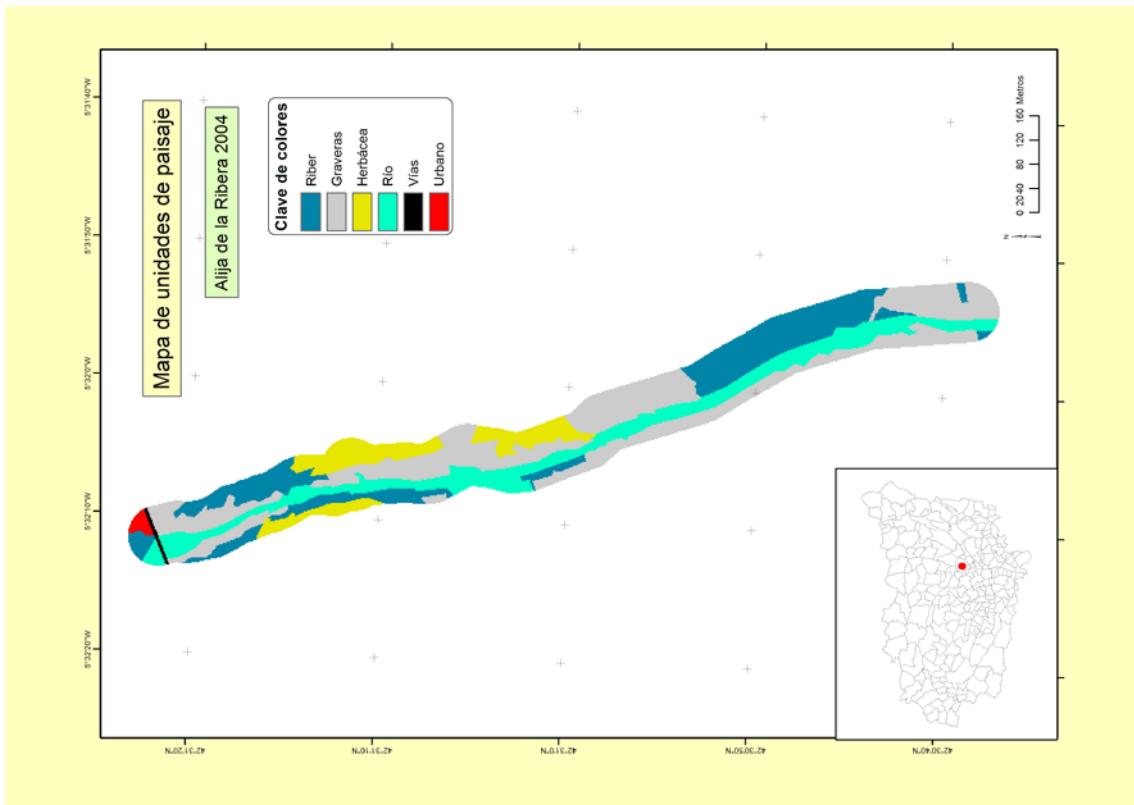 Mapa de unidades de paisaje
Alija de la Ribera 2004
Clave de colores
Riber
Graveras
Herbácea
Río
Vías
Urbano
5°31'40"W
5°31'50"W
5°32'0"W
5°32'10"W
5°32'20"W
42°31'20"N
42°31'10"N
42°31'0"N
42°30'50"N
42°30'40"N
N
0 20 40 80 120 160 Metros